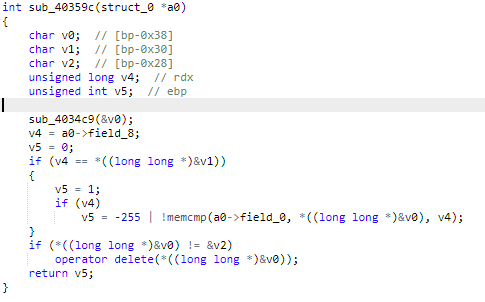 int sub_40359c(struct_0 *a0)
{
    char v0;  // [bp-0x38]
    char v1;  // [bp-0x30]
    char v2;  // [bp-0x28]
    unsigned long v4;  // rdx
    unsigned int v5;  // ebp

    sub_4034c9(&v0);
    v4 = a0->field_8;
    v5 = 0;
    if (v4 == *((long long *)&v1))
    {
        v5 = 1;
        if (v4)
            v5 = -255 | !memcmp(a0->field_0, *((long long *)&v0), v4);
    }
    if (*((long long *)&v0) != &v2)
        operator delete(*((long long *)&v0));
    return v5;
}